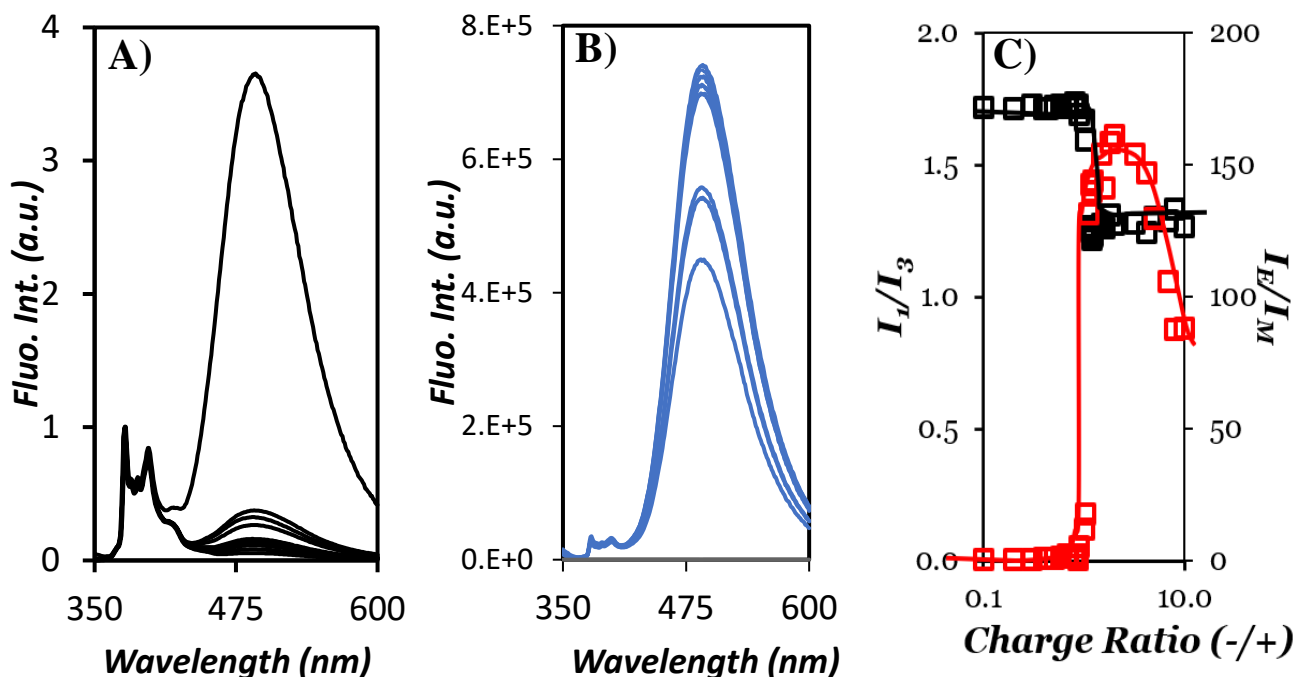 A)
4
3
2
1
0
350
475
600
Fluo. Int. (a.u.)
Wavelength (nm)
B)
8.E+5
6.E+5
4.E+5
2.E+5
0.E+0
350
475
600
Fluo. Int. (a.u.)
Wavelength (nm)
C)
2.0
1.5
1.0
0.5
0.0
200
150
100
50
0
0.1
10.0
I1/I3
IE/IM
Charge Ratio (-/+)